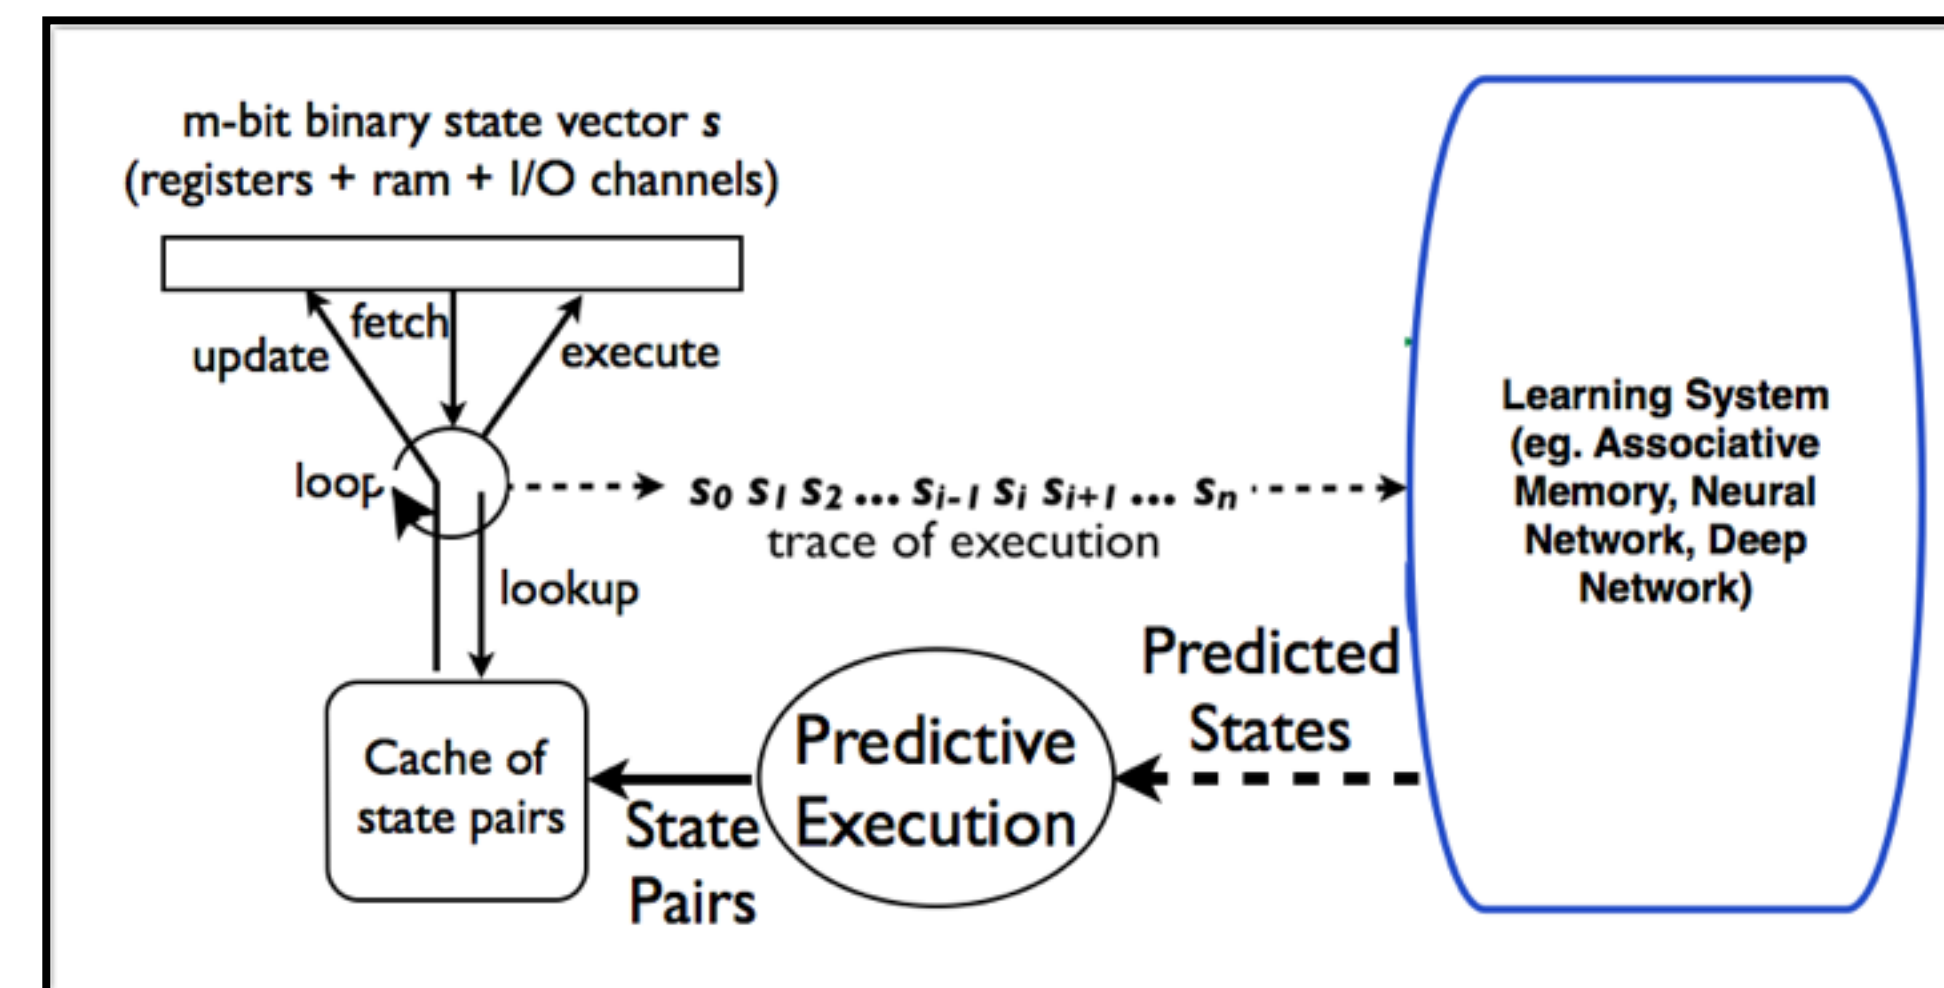 m-bit binary state vector s
(registers + ram + I/O channels)
fetch
update
execute
loop
s0 s1 s2 ... si-1 si si+1 ... sn
trace of execution
lookup
Learning System
(eg. Associative
Memory, Neural
Network, Deep
Network)
Predicted
States
Predictive
Execution
State
Pairs
Cache of
state pairs